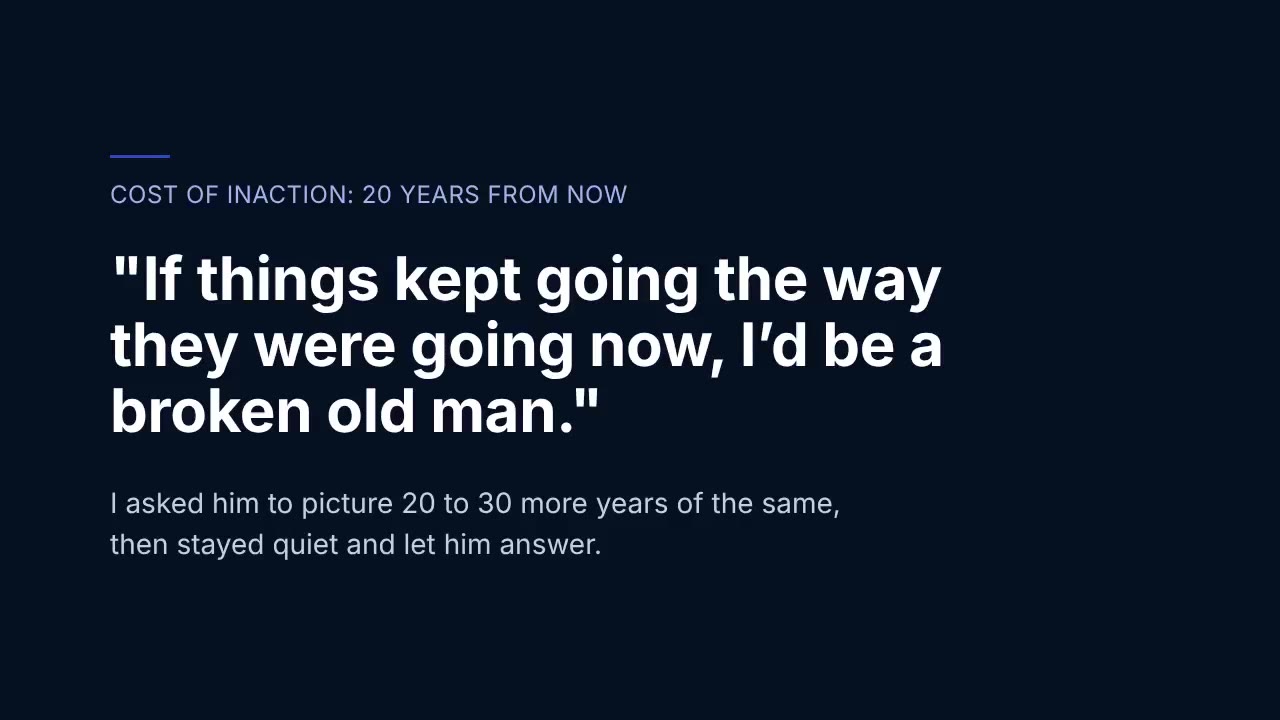 COST OF INACTION: 20 YEARS FROM NOW
"If things kept going the way
they were going now, I’d be a
broken old man."
I asked him to picture 20 to 30 more years of the same,
then stayed quiet and let him answer.